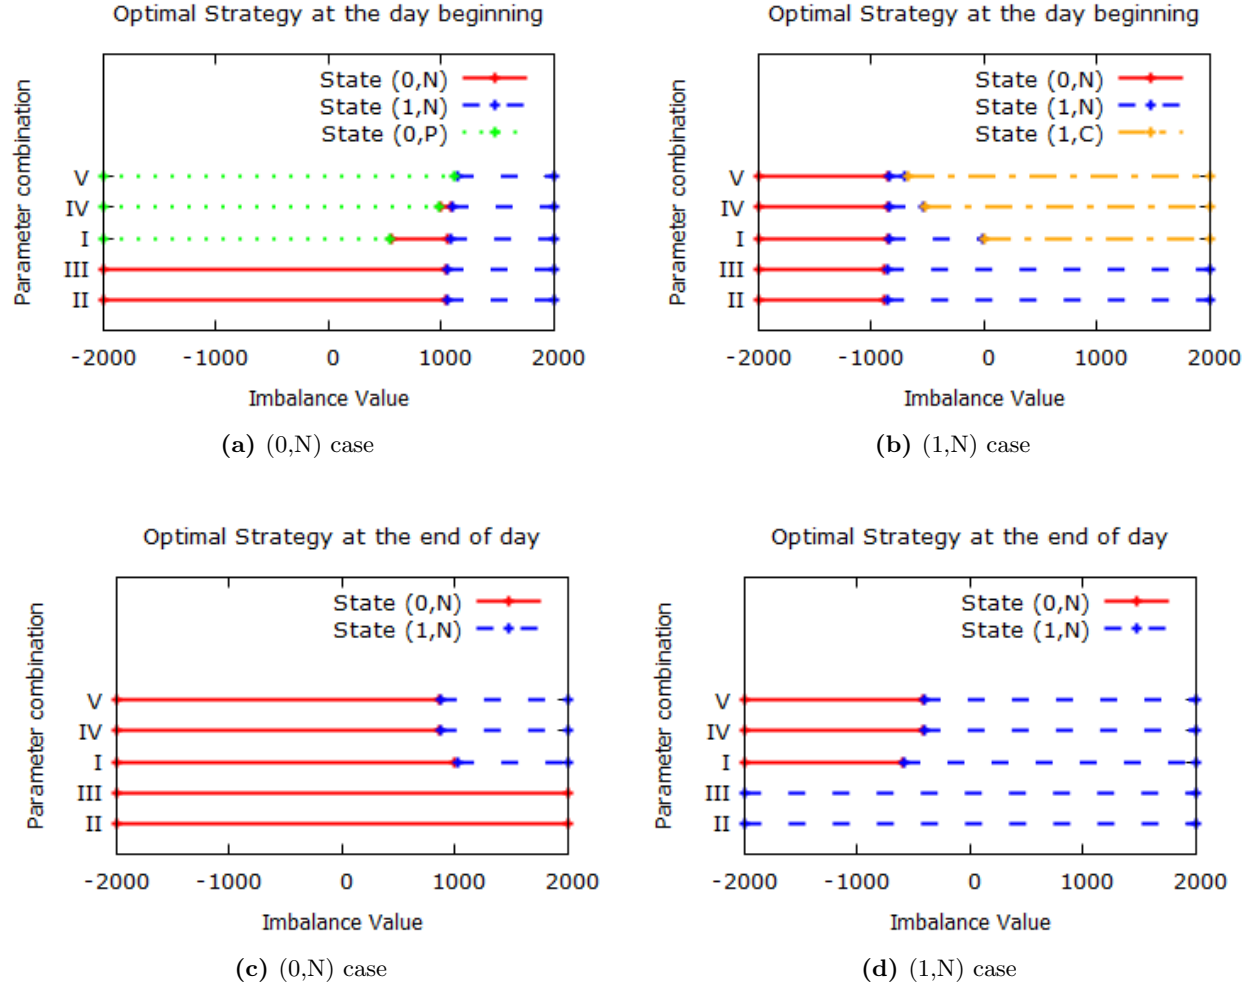 Optimal Strategy at the day beginning
State (0,N)
State (1,N)
State (0,P)
Parameter combination
V
IV
I
III
II
-2000 -1000 0 1000 2000
Imbalance Value
(a) (0,N) case
Optimal Strategy at the day beginning
State (0,N)
State (1,N)
State (1,C)
Parameter combination
V
IV
I
III
II
-2000 -1000 0 1000 2000
Imbalance Value
(b) (1,N) case
Optimal Strategy at the end of day
State (0,N)
State (1,N)
Parameter combination
V
IV
I
III
II
-2000 -1000 0 1000 2000
Imbalance Value
(c) (0,N) case
Optimal Strategy at the end of day
State (0,N)
State (1,N)
Parameter combination
V
IV
I
III
II
-2000 -1000 0 1000 2000
Imbalance Value
(d) (1,N) case